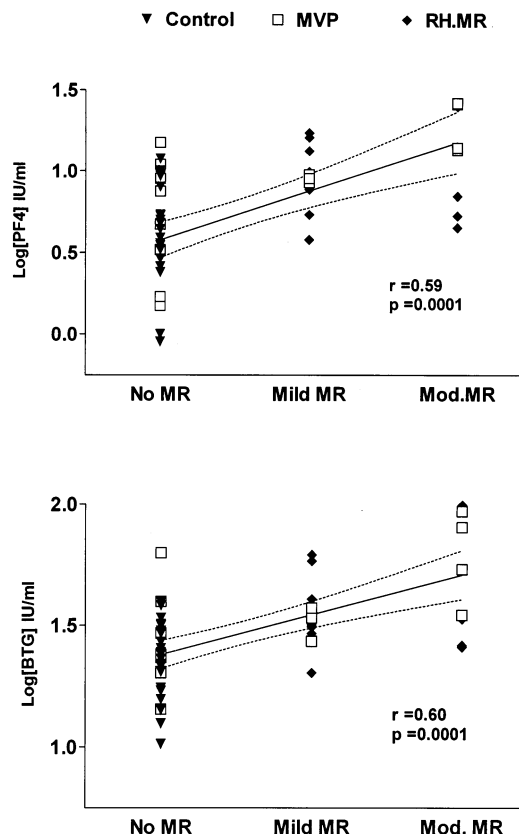 Control MVP RH.MR
Log[PF4] IU/ml
1.5
1.0
0.5
0.0
r =0.59
p =0.0001
No MR Mild MR Mod.MR
Log[BTG] IU/ml
2.0
1.5
1.0
r =0.60
p =0.0001
No MR Mild MR Mod. MR